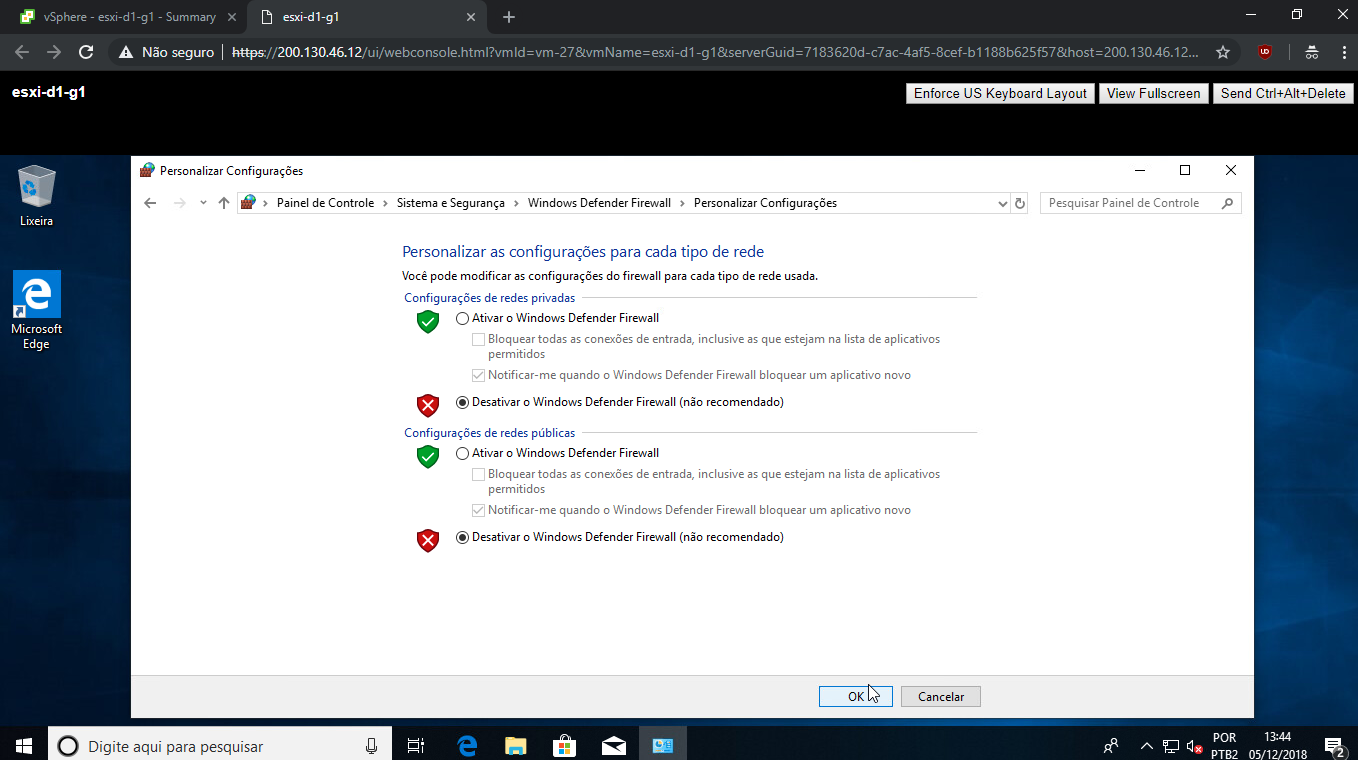 vSphere - esxi-d1-g1 - Summary
esxi-d1-g1
Não seguro
https://200.130.46.12/ui/webconsole.html?vmId=vm-27&vmName=esxi-d1-g1&serverGuid=7183620d-c7ac-4af5-8cef-b1188b625f57&host=200.130.46.12...
esxi-d1-g1
Enforce US Keyboard Layout
View Fullscreen
Send Ctrl+Alt+Delete
Lixeira
Microsoft
Edge
Personalizar Configurações
Painel de Controle
Sistema e Segurança
Windows Defender Firewall
Personalizar Configurações
Pesquisar Painel de Controle
Personalizar as configurações para cada tipo de rede
Você pode modificar as configurações do firewall para cada tipo de rede usada.
Configurações de redes privadas
Ativar o Windows Defender Firewall
Bloquear todas as conexões de entrada, inclusive as que estejam na lista de aplicativos
permitidos
Notificar-me quando o Windows Defender Firewall bloquear um aplicativo novo
Desativar o Windows Defender Firewall (não recomendado)
Configurações de redes públicas
Ativar o Windows Defender Firewall
Bloquear todas as conexões de entrada, inclusive as que estejam na lista de aplicativos
permitidos
Notificar-me quando o Windows Defender Firewall bloquear um aplicativo novo
Desativar o Windows Defender Firewall (não recomendado)
OK
Cancelar
Digite aqui para pesquisar
POR
PTB2
13:44
05/12/2018
2